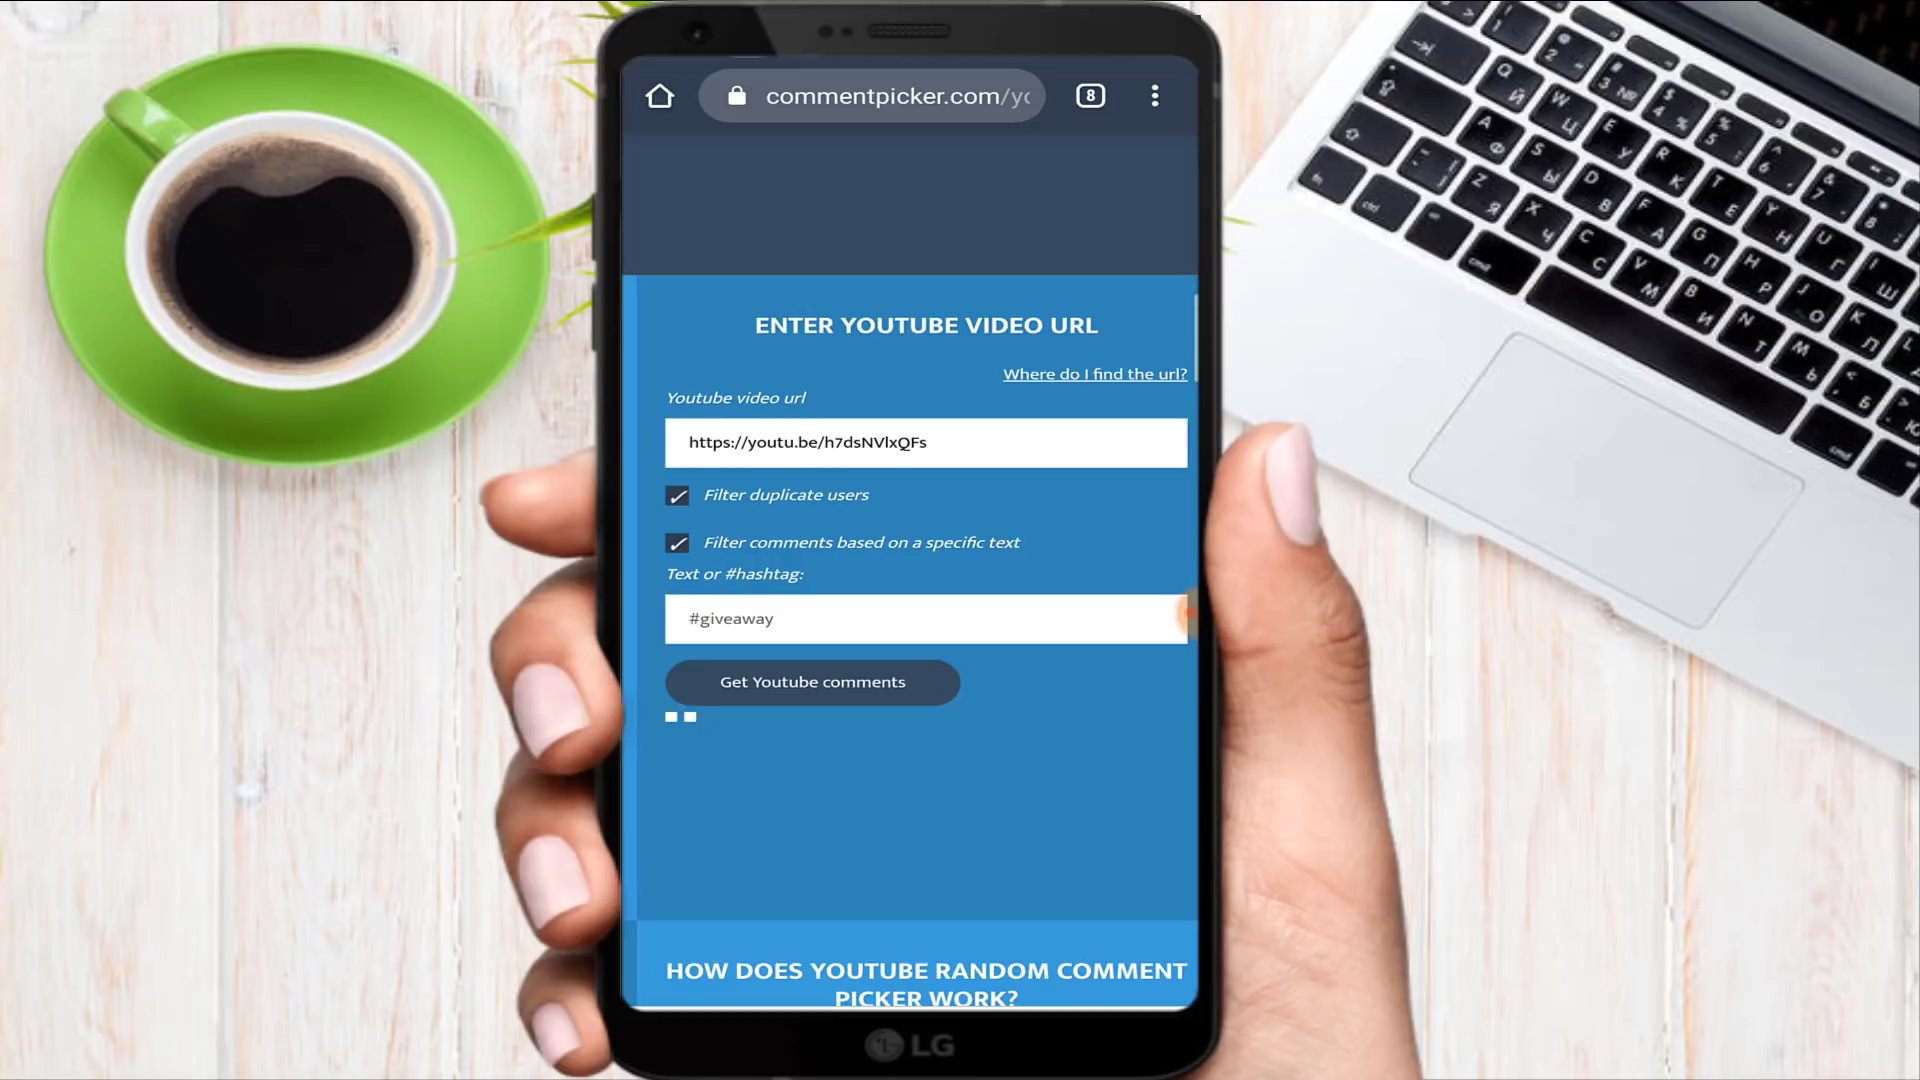 commentpicker.com/yo
8
ENTER YOUTUBE VIDEO URL
Where do I find the url?
Youtube video url
https://youtu.be/h7dsNVlxQFs
Filter duplicate users
Filter comments based on a specific text
Text or #hashtag:
#giveaway
Get Youtube comments
HOW DOES YOUTUBE RANDOM COMMENT
PICKER WORK?
LG